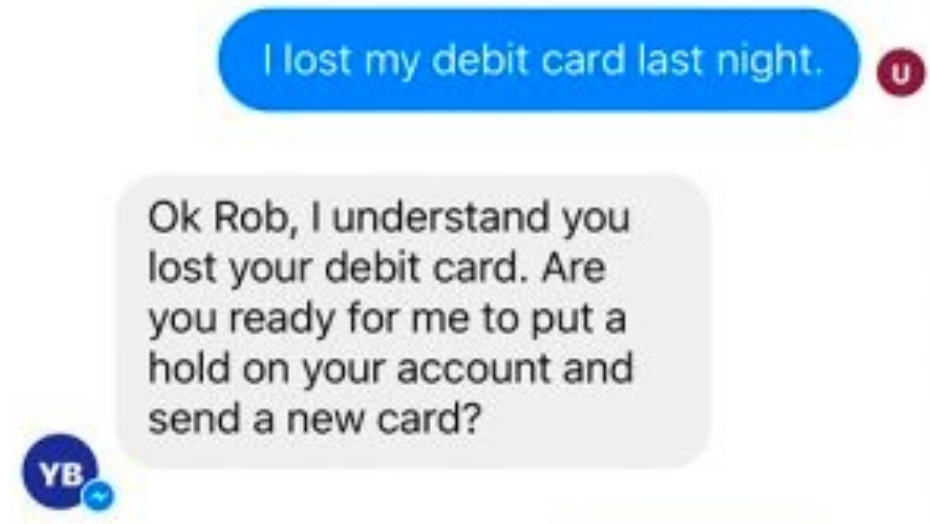 I lost my debit card last night.
U
Ok Rob, I understand you
lost your debit card. Are
you ready for me to put a
hold on your account and
send a new card?
YB